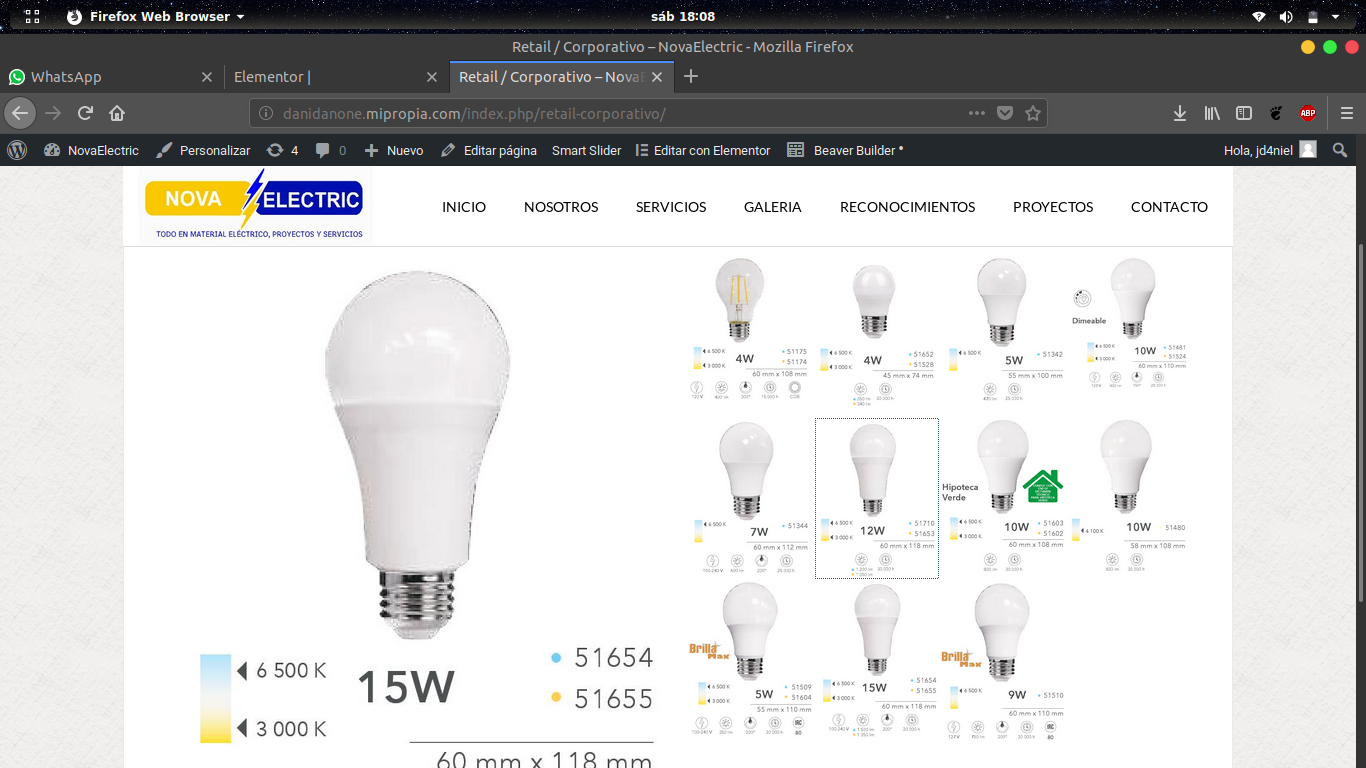 Firefox Web Browser
sáb 18:08
Retail / Corporativo – NovaElectric - Mozilla Firefox
WhatsApp
Elementor |
Retail / Corporativo – NovaE
danidanone.mipropia.com/index.php/retail-corporativo/
ABP
NovaElectric
Personalizar
4
0
Nuevo
Editar página
Smart Slider
Editar con Elementor
Beaver Builder
Hola, jd4niel
NOVA ELECTRIC
TODO EN MATERIAL ELÉCTRICO, PROYECTOS Y SERVICIOS
INICIO
NOSOTROS
SERVICIOS
GALERIA
RECONOCIMIENTOS
PROYECTOS
CONTACTO
6 500 K
3 000 K
15W
51654
51655
60 mm x 118 mm
6 500 K
3 000 K
4W
51175
51174
60 mm x 108 mm
6 500 K
3 000 K
4W
51652
51528
45 mm x 74 mm
6 500 K
5W
51342
55 mm x 100 mm
Dimeable
6 500 K
3 000 K
10W
51481
51524
60 mm x 110 mm
6 500 K
7W
51344
60 mm x 112 mm
6 500 K
3 000 K
12W
51710
51653
60 mm x 118 mm
Hipoteca
Verde
6 500 K
3 000 K
10W
51603
51602
60 mm x 108 mm
4 100 K
10W
51480
58 mm x 108 mm
Brilla
Max
6 500 K
3 000 K
5W
51509
51604
55 mm x 110 mm
6 500 K
3 000 K
15W
51654
51655
60 mm x 118 mm
Brilla
Max
6 500 K
9W
51510
60 mm x 110 mm